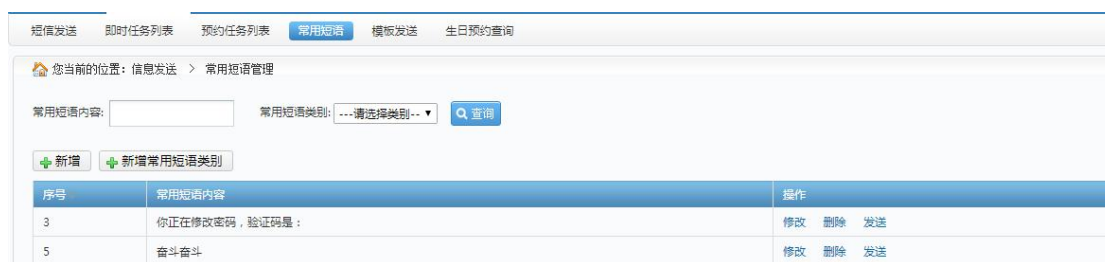 短信发送 即时任务列表 预约任务列表 常用短语 模板发送 生日预约查询
您当前的位置：信息发送 > 常用短语管理
常用短语内容: 常用短语类别: ---请选择类别-- ▼ 查询
新增 新增常用短语类别
序号 常用短语内容 操作
3 你正在修改密码，验证码是： 修改 删除 发送
5 奋斗奋斗 修改 删除 发送